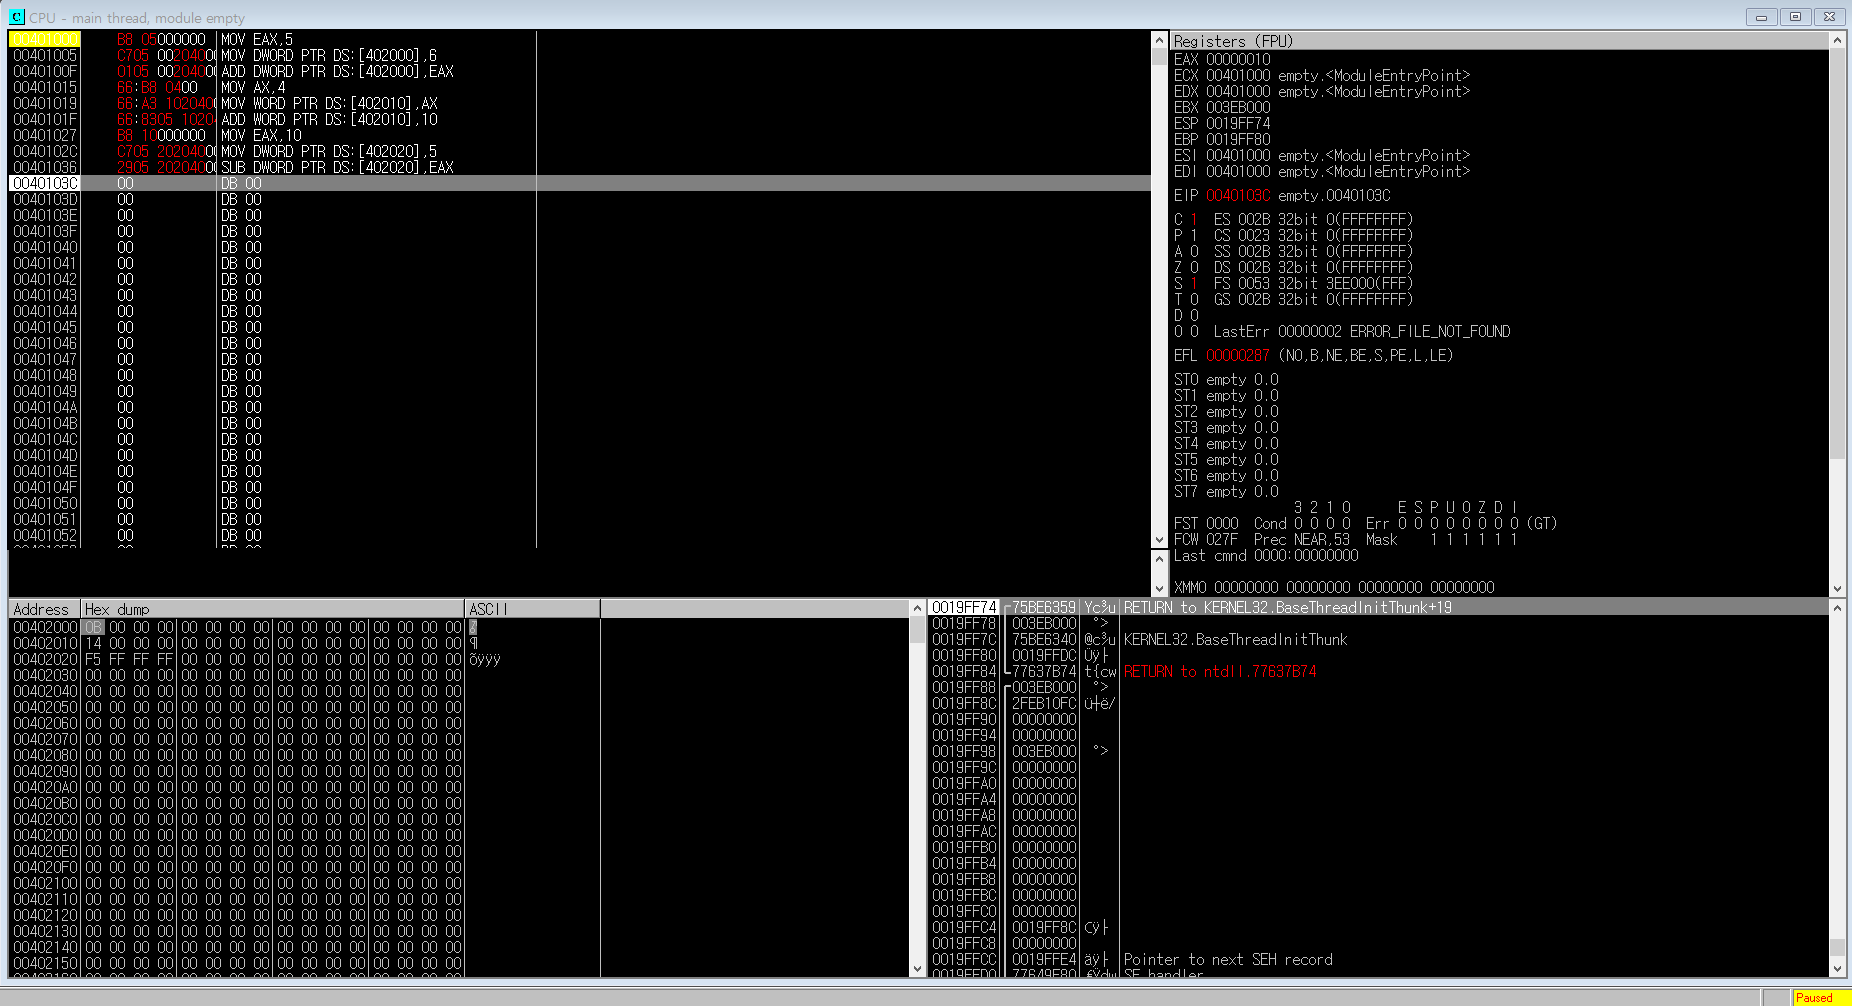 CPU - main thread, module empty
00401000 B8 05000000 MOV EAX,5
00401005 C705 00204000 MOV DWORD PTR DS:[402000],6
0040100F 0105 00204000 ADD DWORD PTR DS:[402000],EAX
00401015 66:B8 0400 MOV AX,4
00401019 66:A3 102040 MOV WORD PTR DS:[402010],AX
0040101F 66:8305 1020 ADD WORD PTR DS:[402010],10
00401027 B8 10000000 MOV EAX,10
0040102C C705 20204000 MOV DWORD PTR DS:[402020],5
00401036 2905 20204000 SUB DWORD PTR DS:[402020],EAX
0040103C 00 DB 00
0040103D 00 DB 00
0040103E 00 DB 00
0040103F 00 DB 00
00401040 00 DB 00
00401041 00 DB 00
00401042 00 DB 00
00401043 00 DB 00
00401044 00 DB 00
00401045 00 DB 00
00401046 00 DB 00
00401047 00 DB 00
00401048 00 DB 00
00401049 00 DB 00
0040104A 00 DB 00
0040104B 00 DB 00
0040104C 00 DB 00
0040104D 00 DB 00
0040104E 00 DB 00
0040104F 00 DB 00
00401050 00 DB 00
00401051 00 DB 00
00401052 00 DB 00
Registers (FPU)
EAX 00000010
ECX 00401000 empty.<ModuleEntryPoint>
EDX 00401000 empty.<ModuleEntryPoint>
EBX 003EB000
ESP 0019FF74
EBP 0019FF80
ESI 00401000 empty.<ModuleEntryPoint>
EDI 00401000 empty.<ModuleEntryPoint>
EIP 0040103C empty.0040103C
C 1 ES 002B 32bit 0(FFFFFFFF)
P 1 CS 0023 32bit 0(FFFFFFFF)
A 0 SS 002B 32bit 0(FFFFFFFF)
Z 0 DS 002B 32bit 0(FFFFFFFF)
S 1 FS 0053 32bit 3EE000(FFF)
T 0 GS 002B 32bit 0(FFFFFFFF)
D 0
O 0 LastErr 00000002 ERROR_FILE_NOT_FOUND
EFL 00000287 (NO,B,NE,BE,S,PE,L,LE)
ST0 empty 0.0
ST1 empty 0.0
ST2 empty 0.0
ST3 empty 0.0
ST4 empty 0.0
ST5 empty 0.0
ST6 empty 0.0
ST7 empty 0.0
3 2 1 0 E S P U O Z D I
FST 0000 Cond 0 0 0 0 Err 0 0 0 0 0 0 0 0 (GT)
FCW 027F Prec NEAR,53 Mask 1 1 1 1 1 1
Last cmnd 0000:00000000
XMM0 00000000 00000000 00000000 00000000
Address Hex dump ASCII
00402000 0B 00 00 00 00 00 00 00 00 00 00 00 00 00 00 00
00402010 14 00 00 00 00 00 00 00 00 00 00 00 00 00 00 00 ¶
00402020 F5 FF FF FF 00 00 00 00 00 00 00 00 00 00 00 00 õÿÿÿ
00402030 00 00 00 00 00 00 00 00 00 00 00 00 00 00 00 00
00402040 00 00 00 00 00 00 00 00 00 00 00 00 00 00 00 00
00402050 00 00 00 00 00 00 00 00 00 00 00 00 00 00 00 00
00402060 00 00 00 00 00 00 00 00 00 00 00 00 00 00 00 00
00402070 00 00 00 00 00 00 00 00 00 00 00 00 00 00 00 00
00402080 00 00 00 00 00 00 00 00 00 00 00 00 00 00 00 00
00402090 00 00 00 00 00 00 00 00 00 00 00 00 00 00 00 00
004020A0 00 00 00 00 00 00 00 00 00 00 00 00 00 00 00 00
004020B0 00 00 00 00 00 00 00 00 00 00 00 00 00 00 00 00
004020C0 00 00 00 00 00 00 00 00 00 00 00 00 00 00 00 00
004020D0 00 00 00 00 00 00 00 00 00 00 00 00 00 00 00 00
004020E0 00 00 00 00 00 00 00 00 00 00 00 00 00 00 00 00
004020F0 00 00 00 00 00 00 00 00 00 00 00 00 00 00 00 00
00402100 00 00 00 00 00 00 00 00 00 00 00 00 00 00 00 00
00402110 00 00 00 00 00 00 00 00 00 00 00 00 00 00 00 00
00402120 00 00 00 00 00 00 00 00 00 00 00 00 00 00 00 00
00402130 00 00 00 00 00 00 00 00 00 00 00 00 00 00 00 00
00402140 00 00 00 00 00 00 00 00 00 00 00 00 00 00 00 00
00402150 00 00 00 00 00 00 00 00 00 00 00 00 00 00 00 00
0019FF74 75BE6359 Yc¾u RETURN to KERNEL32.BaseThreadInitThunk+19
0019FF78 003EB000 °>
0019FF7C 75BE6340 @c¾u KERNEL32.BaseThreadInitThunk
0019FF80 0019FFDC Üÿ├
0019FF84 77637B74 t{cw RETURN to ntdll.77637B74
0019FF88 003EB000 °>
0019FF8C 2FEB10FC ü┼ë/
0019FF90 00000000
0019FF94 00000000
0019FF98 003EB000 °>
0019FF9C 00000000
0019FFA0 00000000
0019FFA4 00000000
0019FFA8 00000000
0019FFAC 00000000
0019FFB0 00000000
0019FFB4 00000000
0019FFB8 00000000
0019FFBC 00000000
0019FFC0 00000000
0019FFC4 0019FF8C Œÿ├
0019FFC8 00000000
0019FFCC 0019FFE4 äÿ├ Pointer to next SEH record
0019FFD0 77649F80 SE handler
Paused